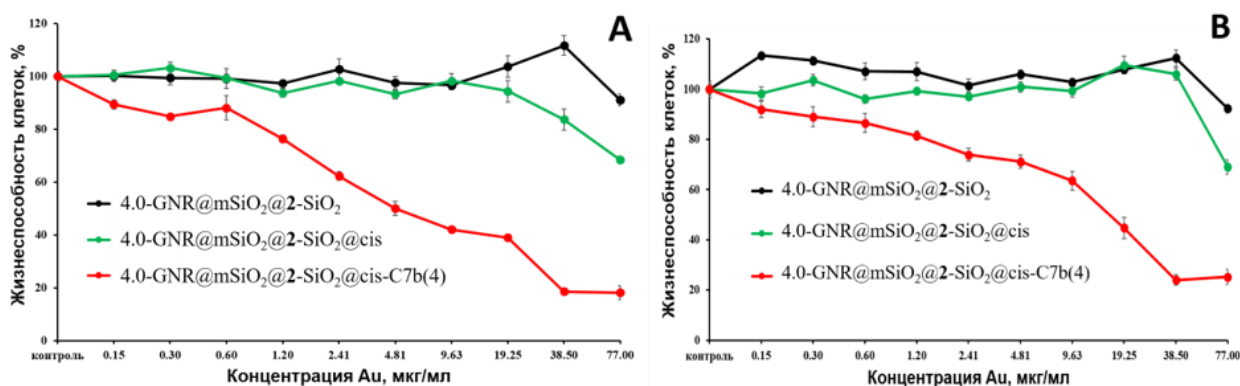 A
Жизнеспособность клеток, %
120
100
80
60
40
20
0
4.0-GNR@mSiO₂@2-SiO₂
4.0-GNR@mSiO₂@2-SiO₂@cis
4.0-GNR@mSiO₂@2-SiO₂@cis-C7b(4)
контроль 0.15 0.30 0.60 1.20 2.41 4.81 9.63 19.25 38.50 77.00
Концентрация Au, мкг/мл
B
Жизнеспособность клеток, %
120
100
80
60
40
20
0
4.0-GNR@mSiO₂@2-SiO₂
4.0-GNR@mSiO₂@2-SiO₂@cis
4.0-GNR@mSiO₂@2-SiO₂@cis-C7b(4)
контроль 0.15 0.30 0.60 1.20 2.41 4.81 9.63 19.25 38.50 77.00
Концентрация Au, мкг/мл